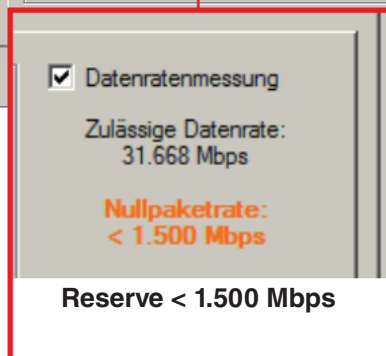 Datenratenmessung
Zulässige Datenrate:
31.668 Mbps
Nullpaketrate:
< 1.500 Mbps
Reserve < 1.500 Mbps